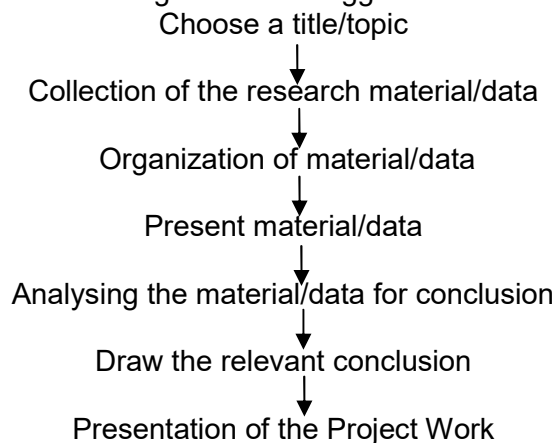 Choose a title/topic
Collection of the research material/data
Organization of material/data
Present material/data
Analysing the material/data for conclusion
Draw the relevant conclusion
Presentation of the Project Work